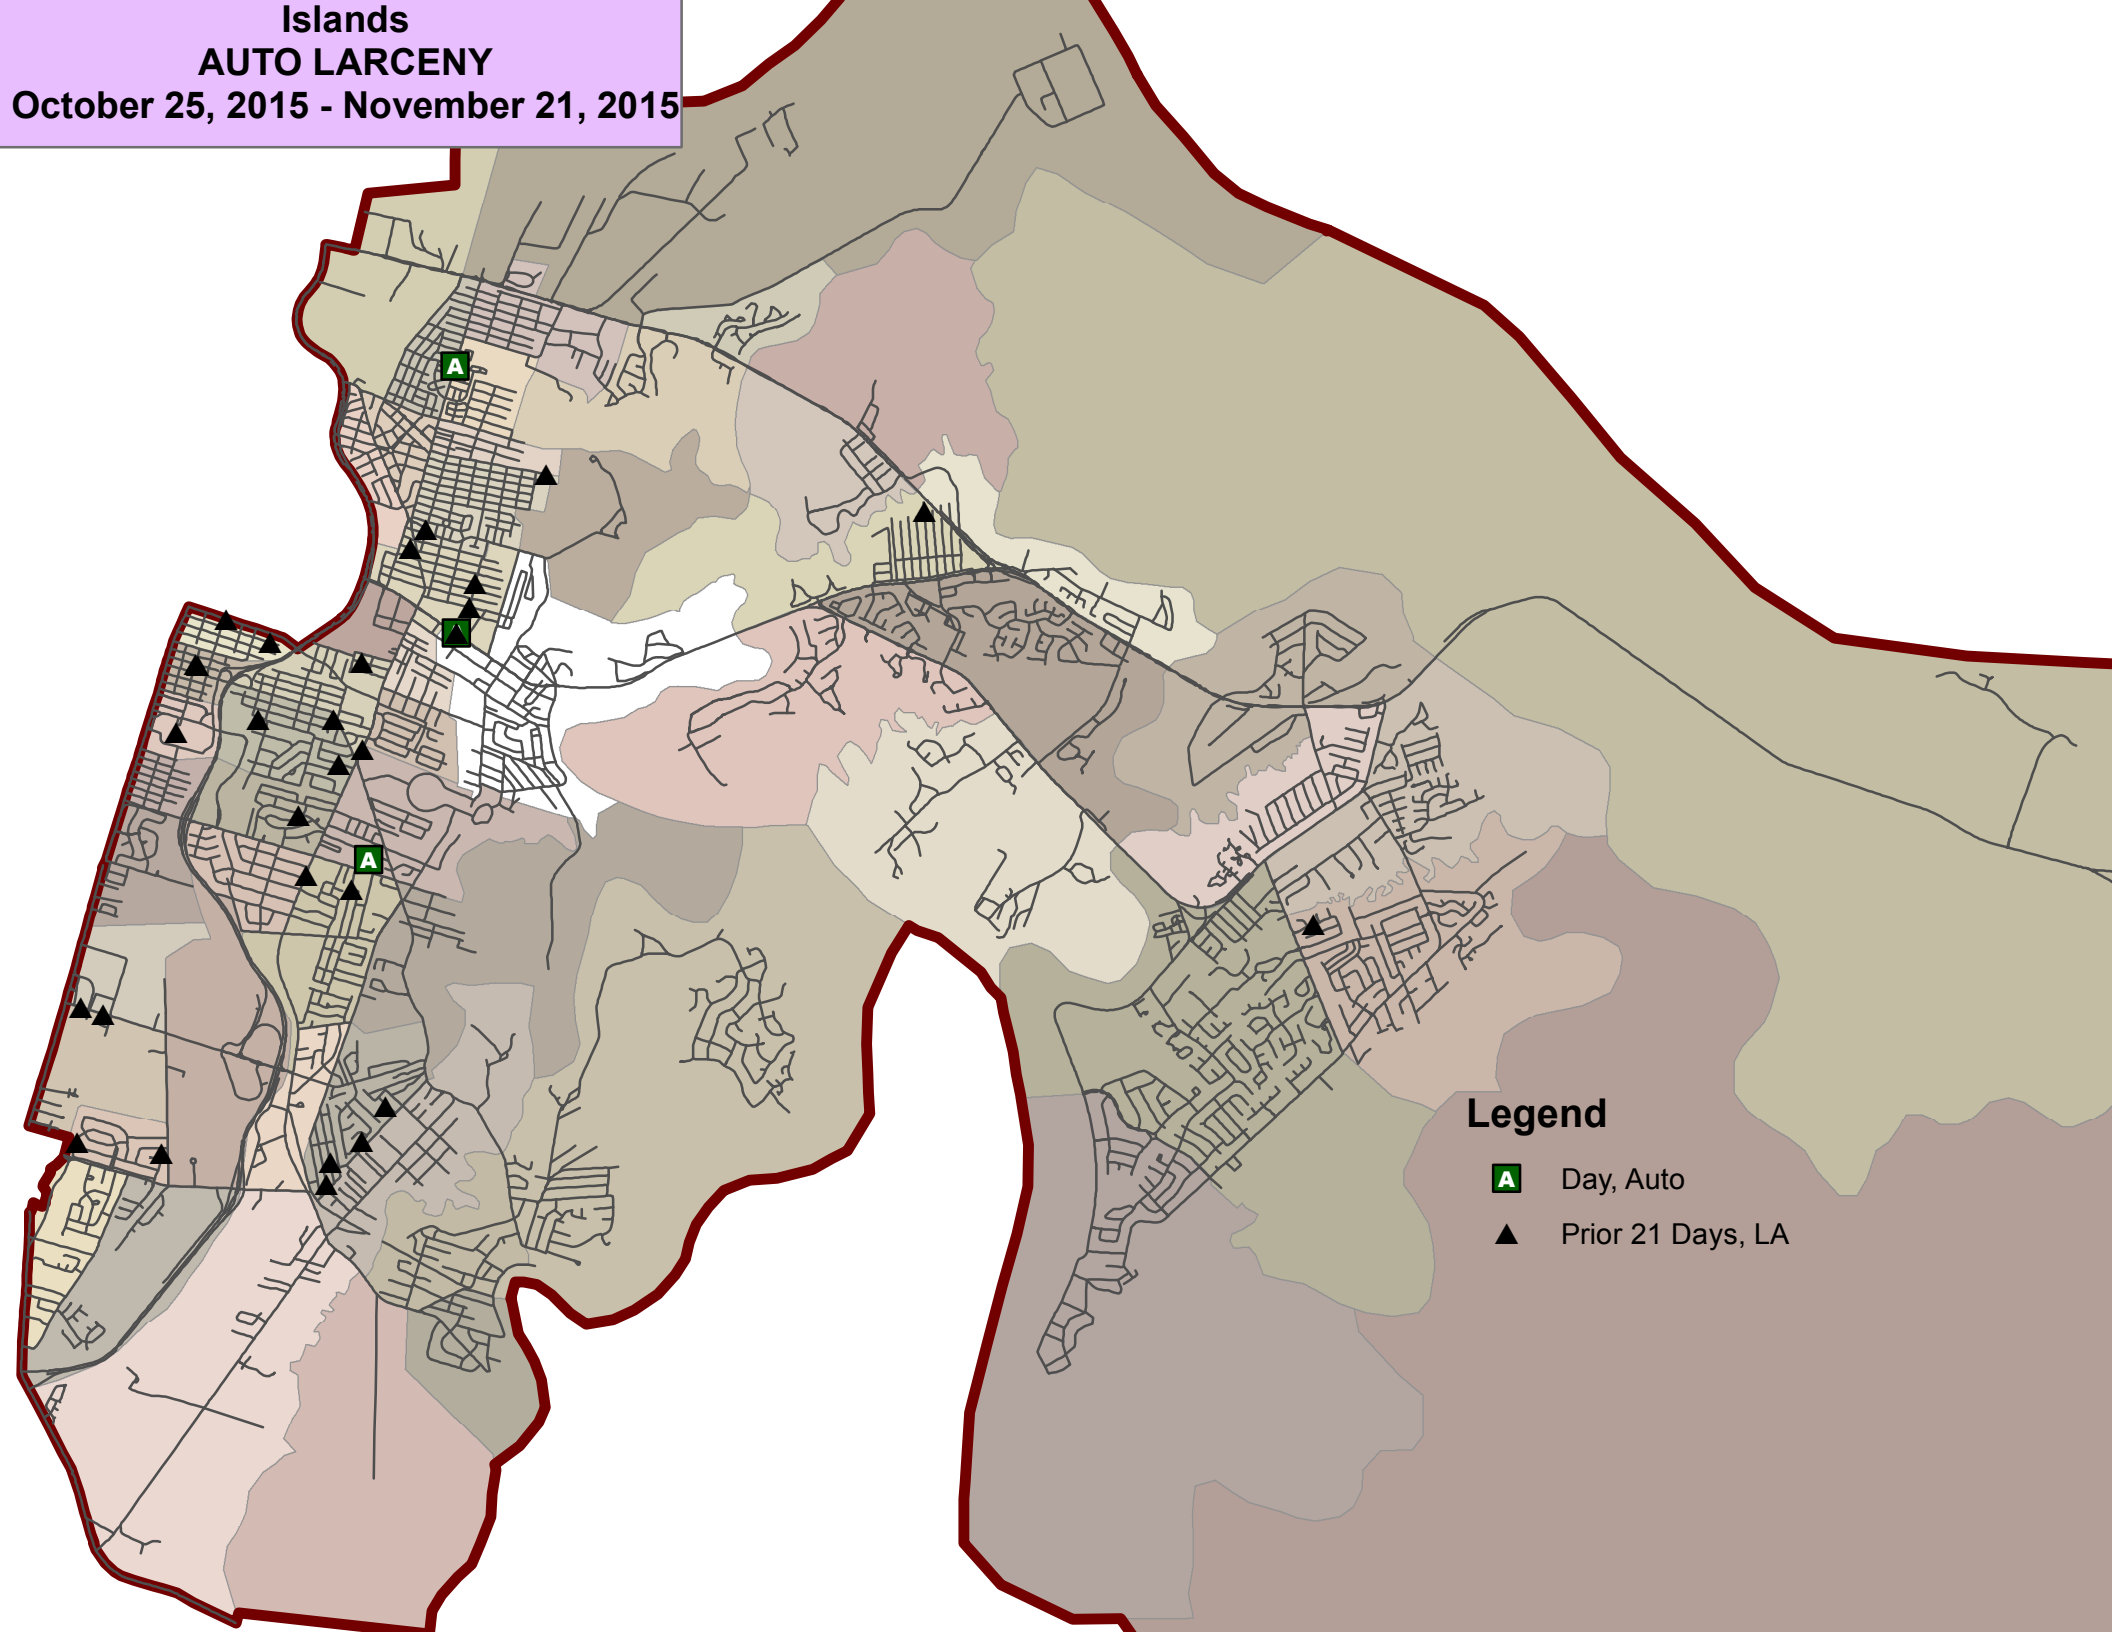 Islands
AUTO LARCENY
October 25, 2015 - November 21, 2015
A
A
Legend
A Day, Auto
Prior 21 Days, LA